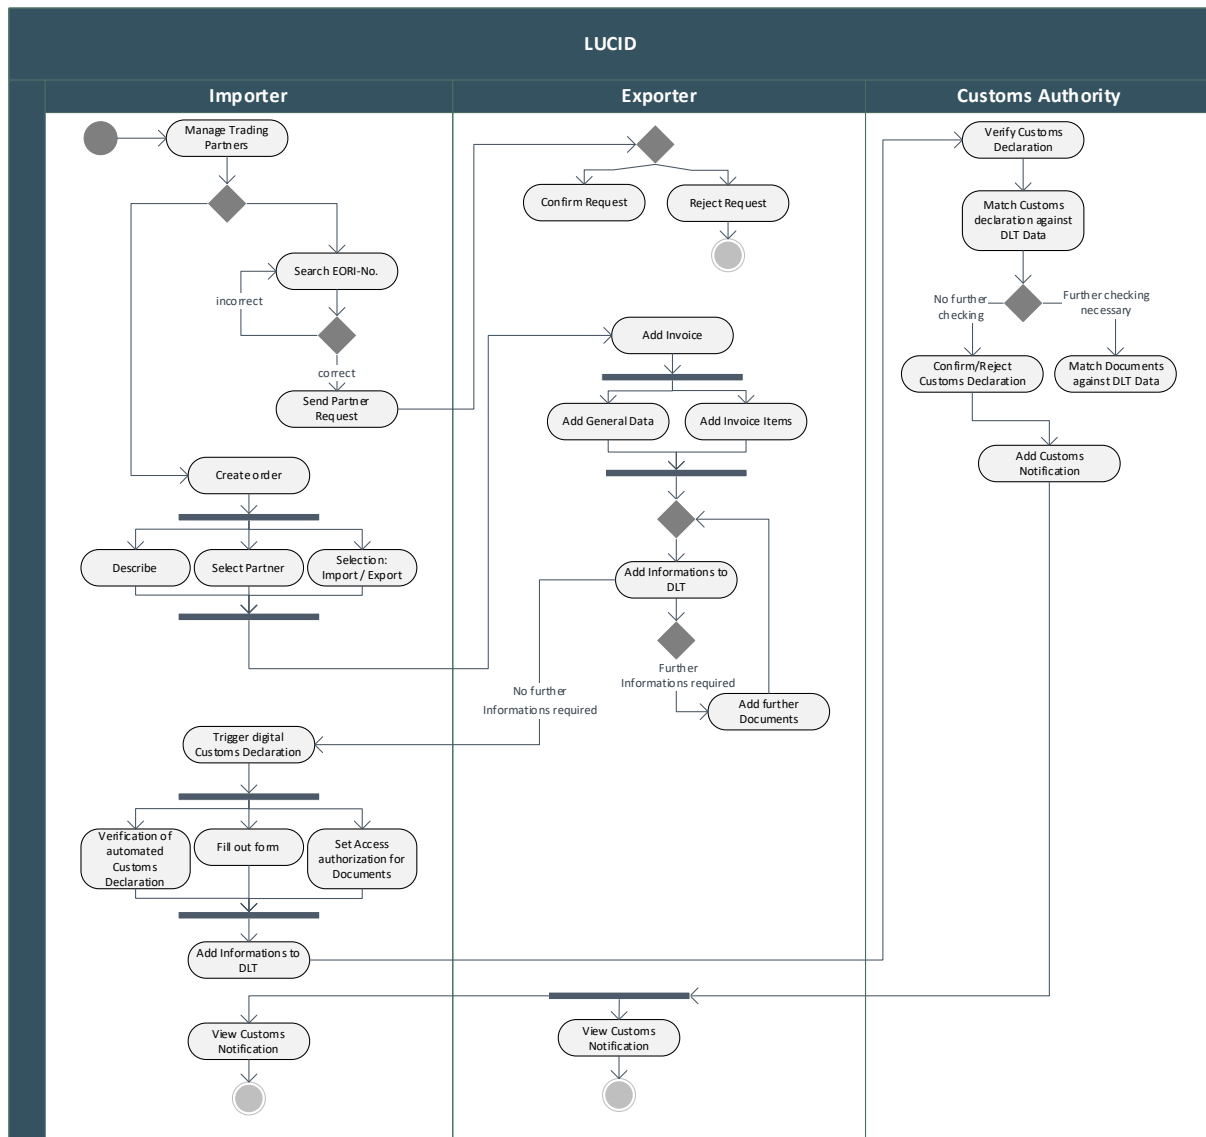 LUCID
Importer
Exporter
Customs Authority
Manage Trading
Partners
Search EORI-No.
incorrect
correct
Send Partner
Request
Create order
Describe
Select Partner
Selection:
Import / Export
Trigger digital
Customs Declaration
Verification of
automated
Customs
Declaration
Fill out form
Set Access
authorization for
Documents
Add Informations to
DLT
View Customs
Notification
Confirm Request
Reject Request
Add Invoice
Add General Data
Add Invoice Items
Add Informations to
DLT
Further
Informations required
No further
Informations required
Add further
Documents
View Customs
Notification
Verify Customs
Declaration
Match Customs
declaration against
DLT Data
No further
checking
Further checking
necessary
Confirm/Reject
Customs Declaration
Match Documents
against DLT Data
Add Customs
Notification